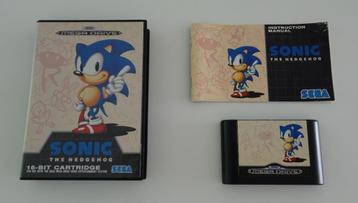 MEGA DRIVE
SONIC
THE HEDGEHOG
16-BIT CARTRIDGE
SEGA
INSTRUCTION
MANUAL
SONIC
THE HEDGEHOG
SEGA
MEGA DRIVE